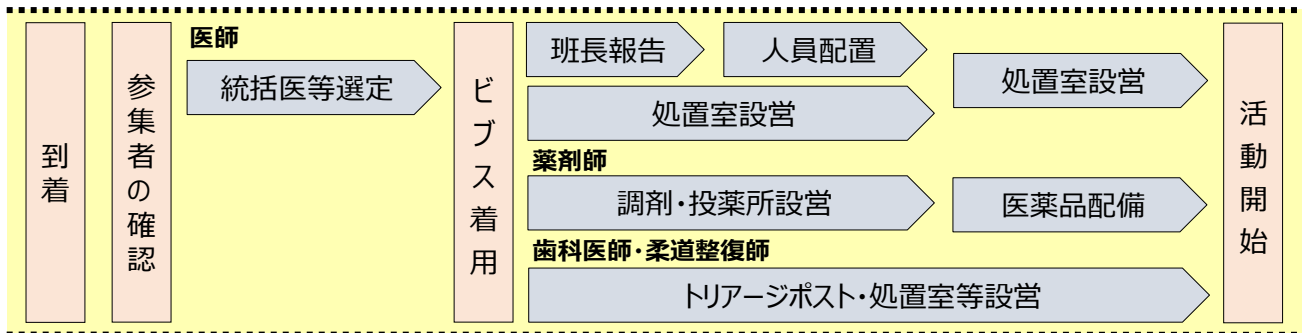 到着
参集者の確認
医師
統括医等選定
ビブス着用
班長報告
人員配置
処置室設営
処置室設営
薬剤師
調剤・投薬所設営
医薬品配備
歯科医師・柔道整復師
トリアージポスト・処置室等設営
活動開始